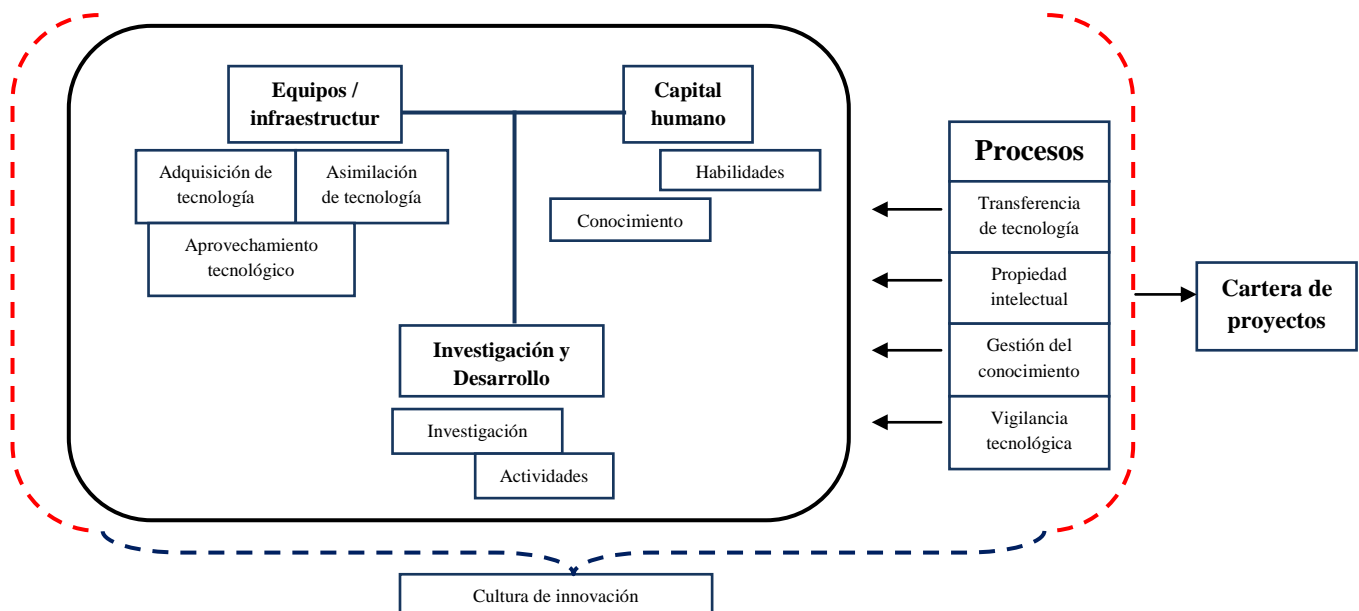 Equipos /
infraestructur
Capital
humano
Adquisición de
tecnología
Asimilación
de tecnología
Aprovechamiento
tecnológico
Habilidades
Conocimiento
Investigación y
Desarrollo
Investigación
Actividades
Procesos
Transferencia
de tecnología
Propiedad
intelectual
Gestión del
conocimiento
Vigilancia
tecnológica
Cartera de
proyectos
Cultura de innovación